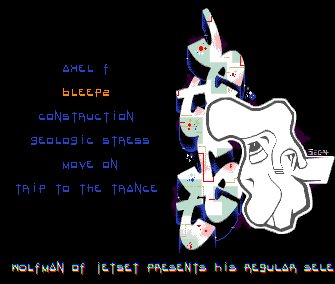 AXEL F
BLEEPZ
CONSTRUCTION
GEOLOGIC STRESS
MOVE ON
TRIP TO THE TRANCE
WOLFMAN OF JETSET PRESENTS HIS REGULAR SELE